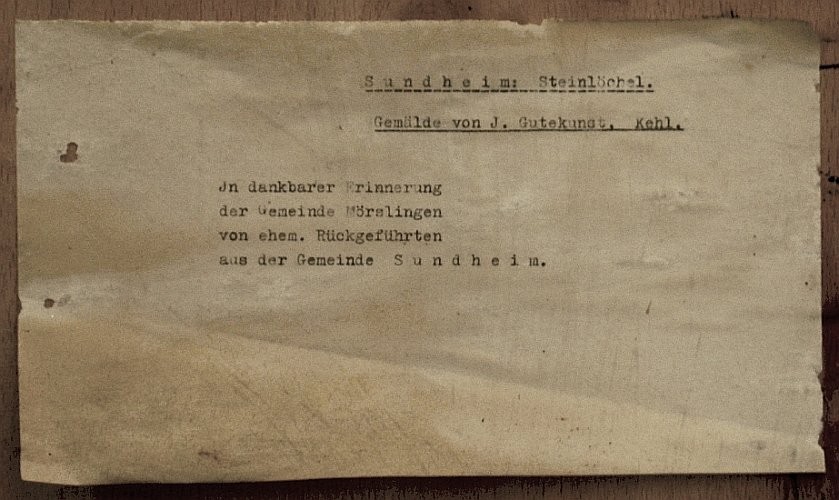 S u n d h e i m: Steinlöchel.
Gemälde von J. Gutekunst, Kehl.
Jn dankbarer Erinnerung
der Gemeinde Mörslingen
von ehem. Rückgeführten
aus der Gemeinde S u n d h e i m.